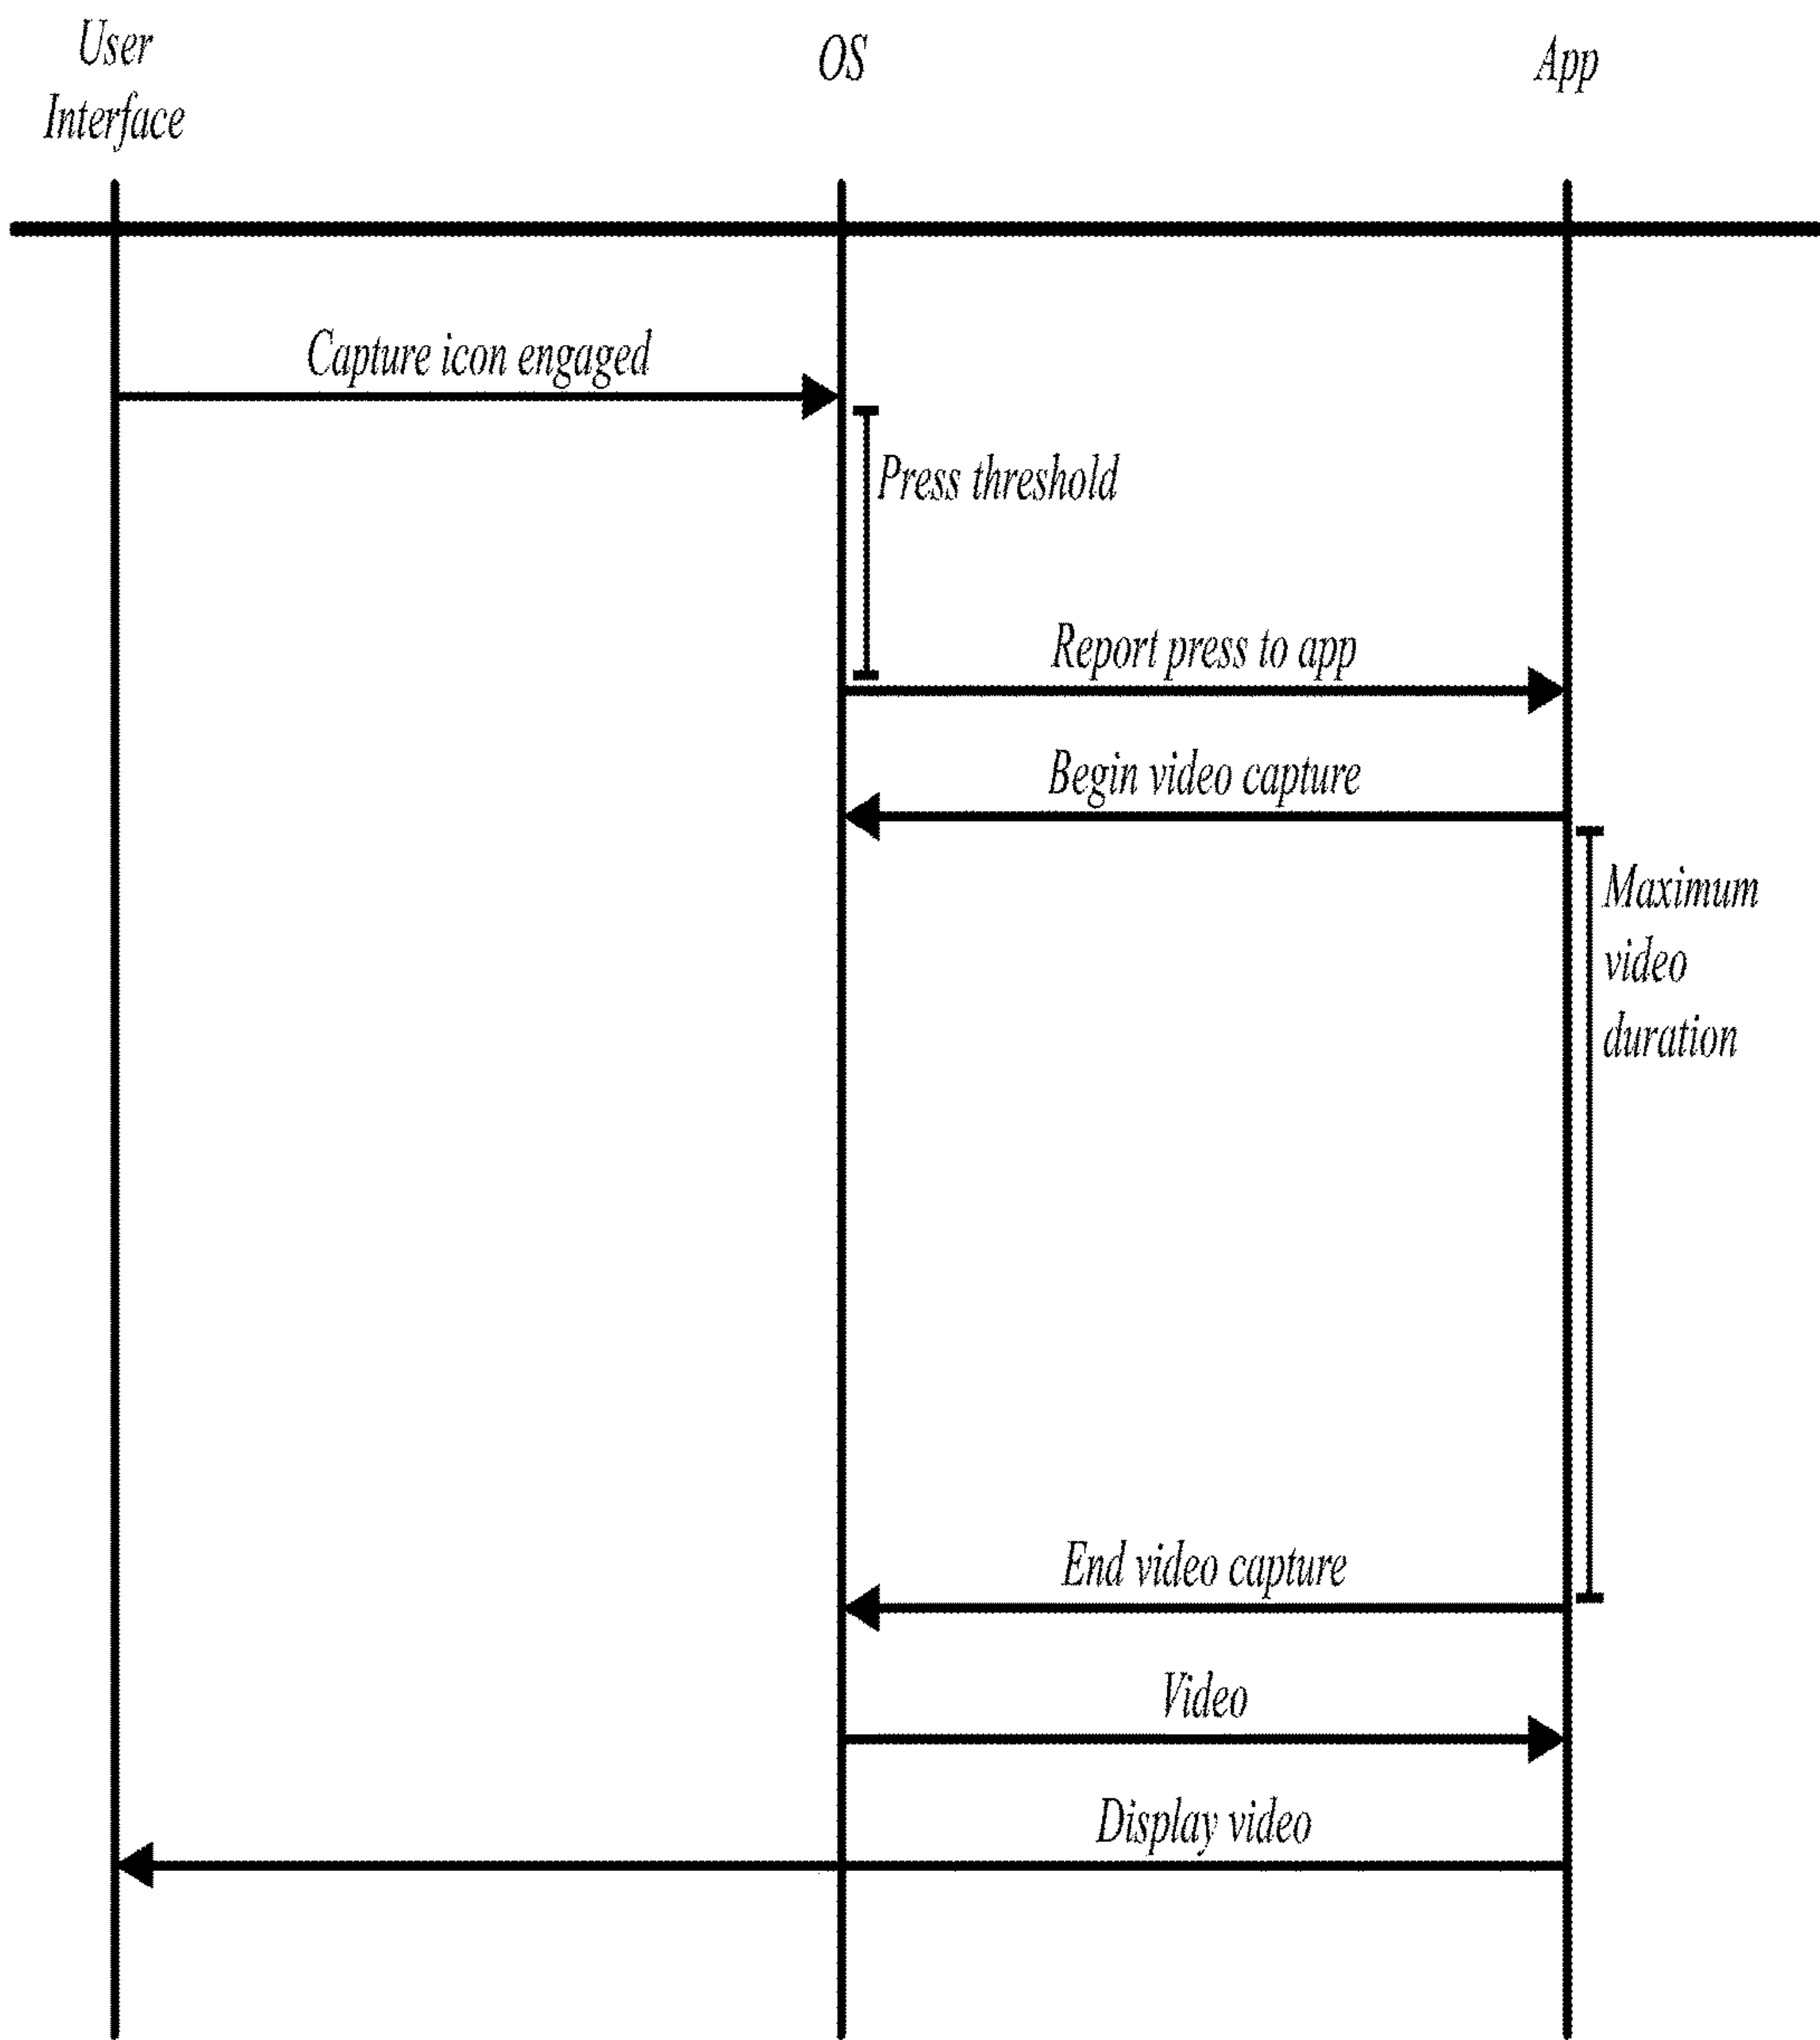 User
Interface
OS
App
Capture icon engaged
Press threshold
Report press to app
Begin video capture
Maximum
video
duration
End video capture
Video
Display video